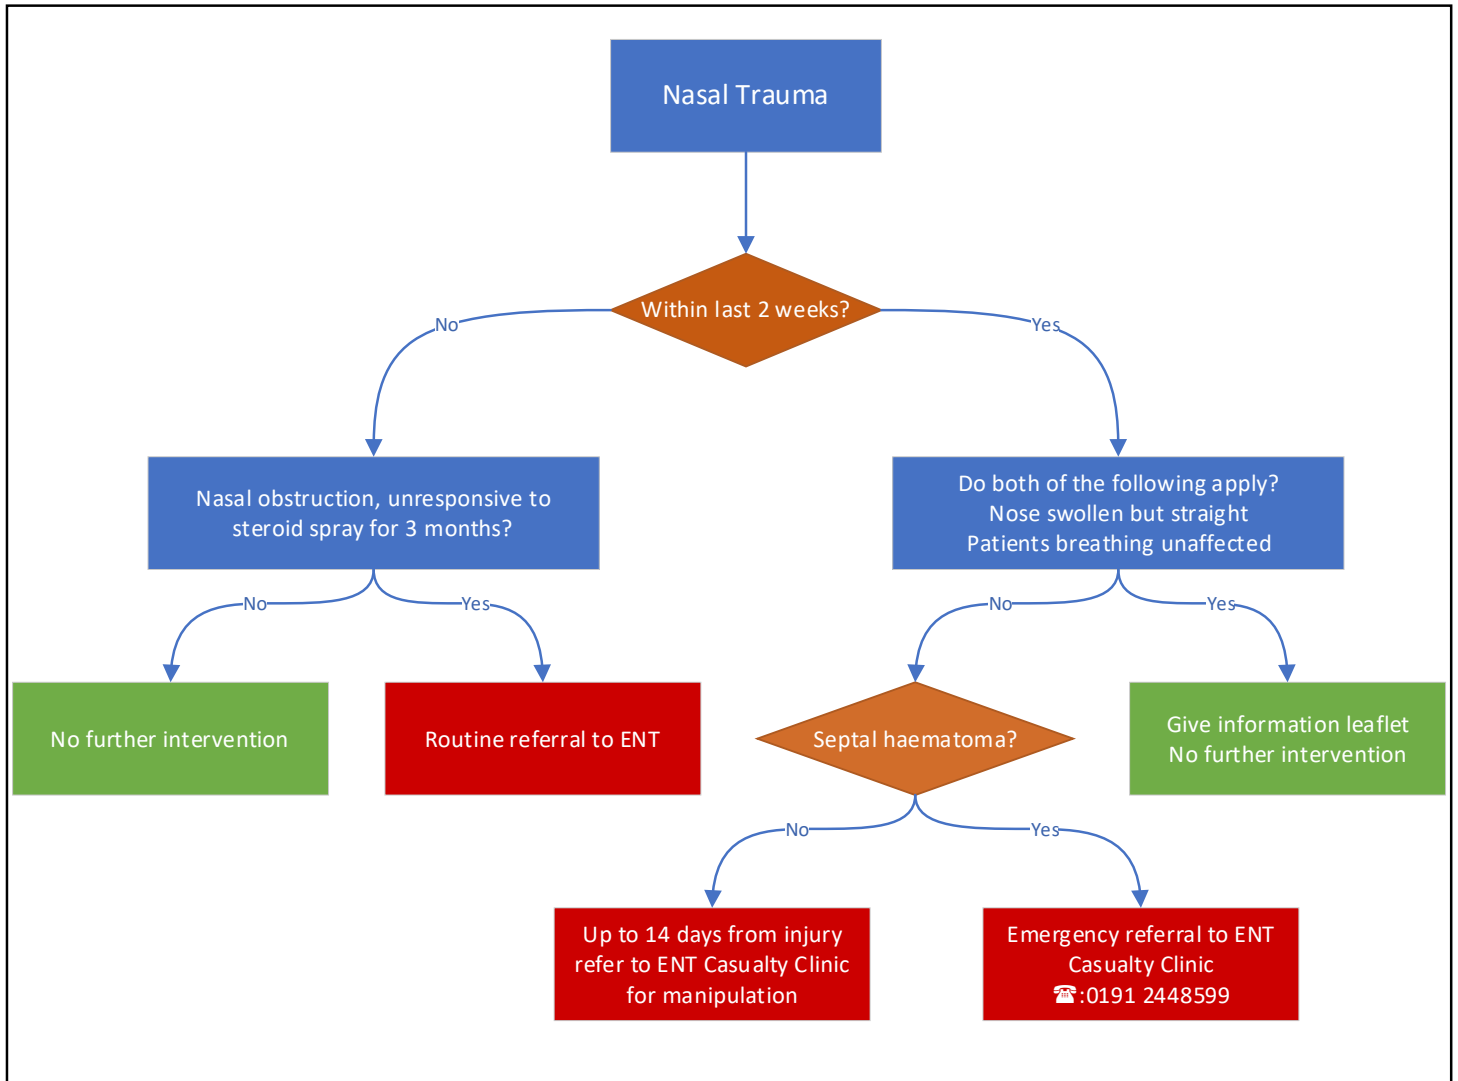 Nasal Trauma
Within last 2 weeks?
No
Yes
Nasal obstruction, unresponsive to
steroid spray for 3 months?
Do both of the following apply?
Nose swollen but straight
Patients breathing unaffected
No
Yes
No
Yes
No further intervention
Routine referral to ENT
Septal haematoma?
Give information leaflet
No further intervention
No
Yes
Up to 14 days from injury
refer to ENT Casualty Clinic
for manipulation
Emergency referral to ENT
Casualty Clinic
☎:0191 2448599